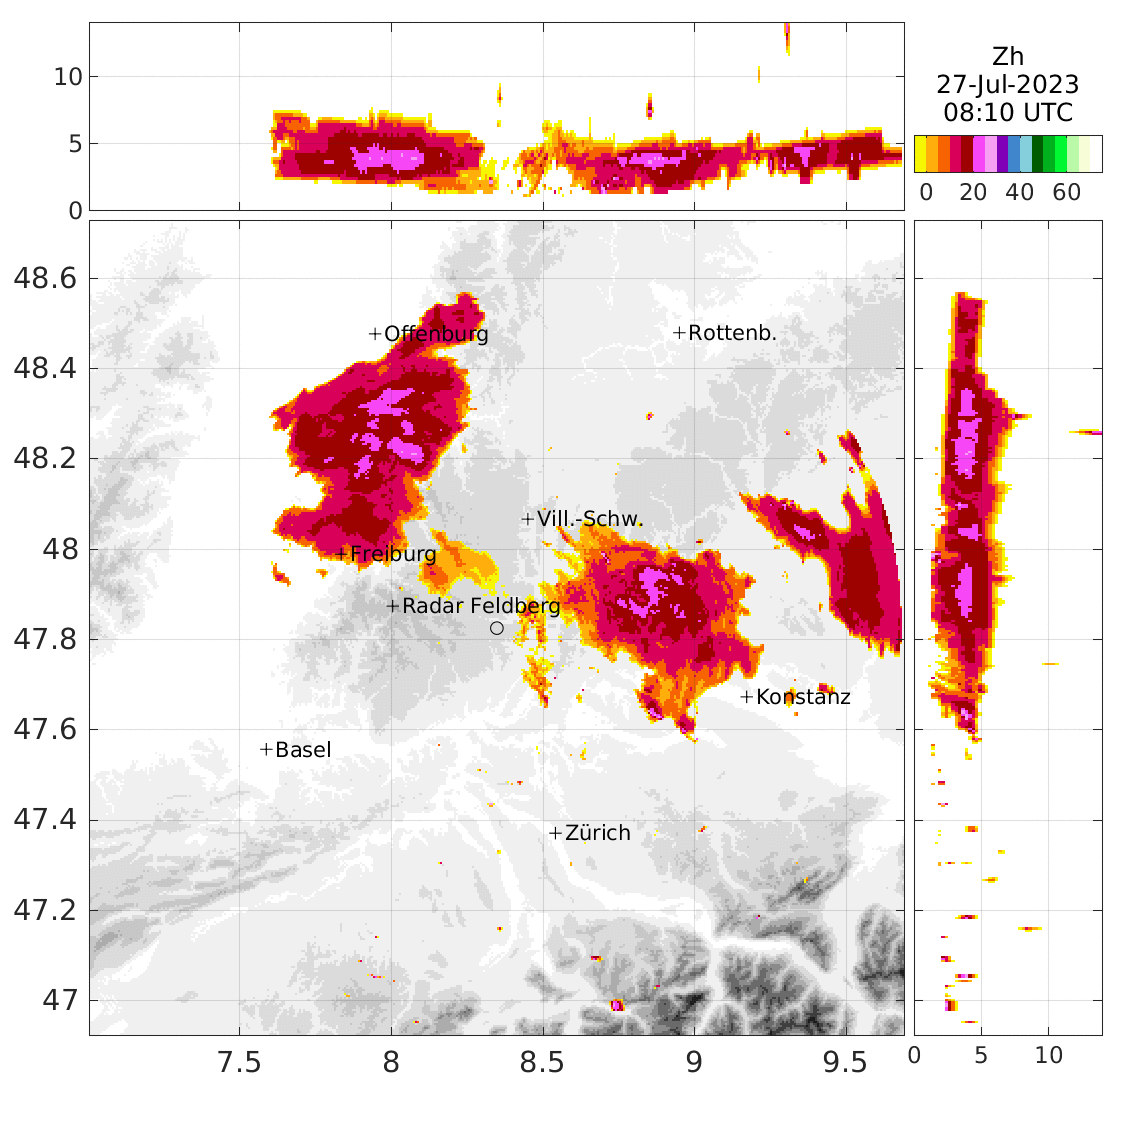 10
5
0
Zh
27-Jul-2023
08:10 UTC
0 20 40 60
48.6
48.4
48.2
48
47.8
47.6
47.4
47.2
47
Offenburg
Rottenb.
Vill.-Schw.
Freiburg
Radar Feldberg
Konstanz
Basel
Zürich
7.5 8 8.5 9 9.5
0 5 10